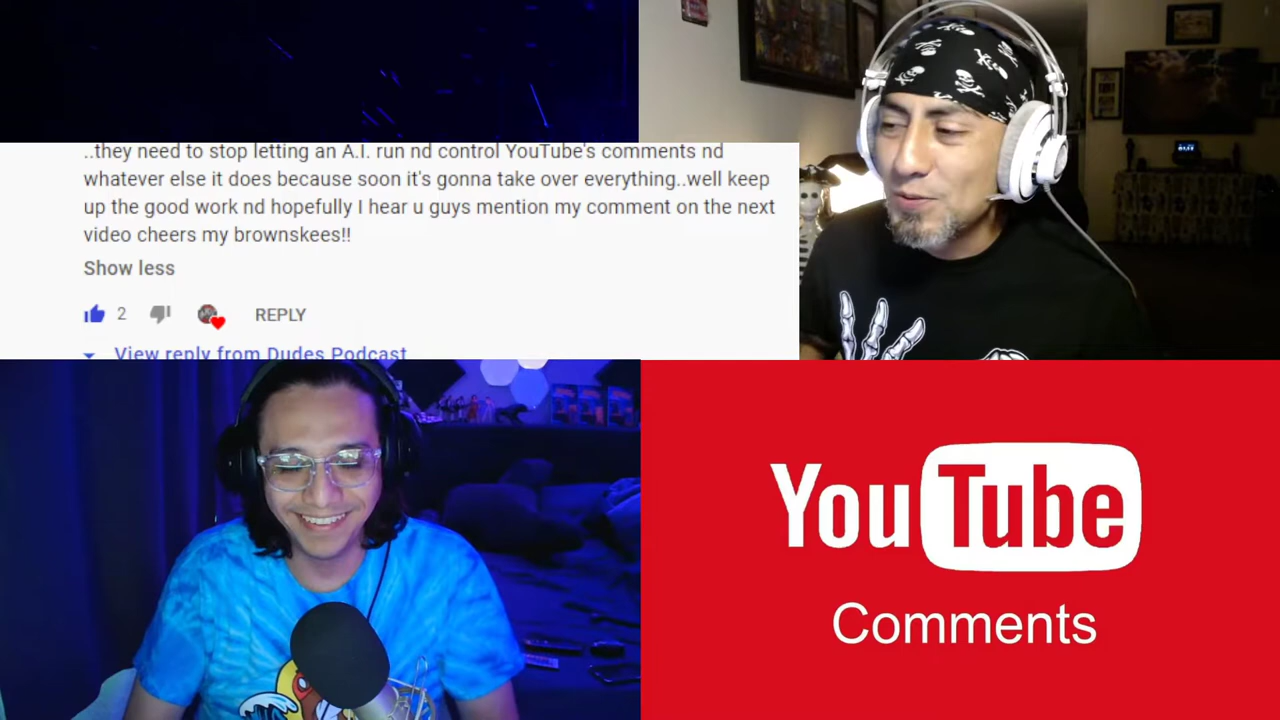 ..they need to stop letting an A.I. run nd control YouTube's comments nd
whatever else it does because soon it's gonna take over everything..well keep
up the good work nd hopefully I hear u guys mention my comment on the next
video cheers my brownskees!!
Show less
2
REPLY
View reply from Dudes Podcast
YouTube
Comments